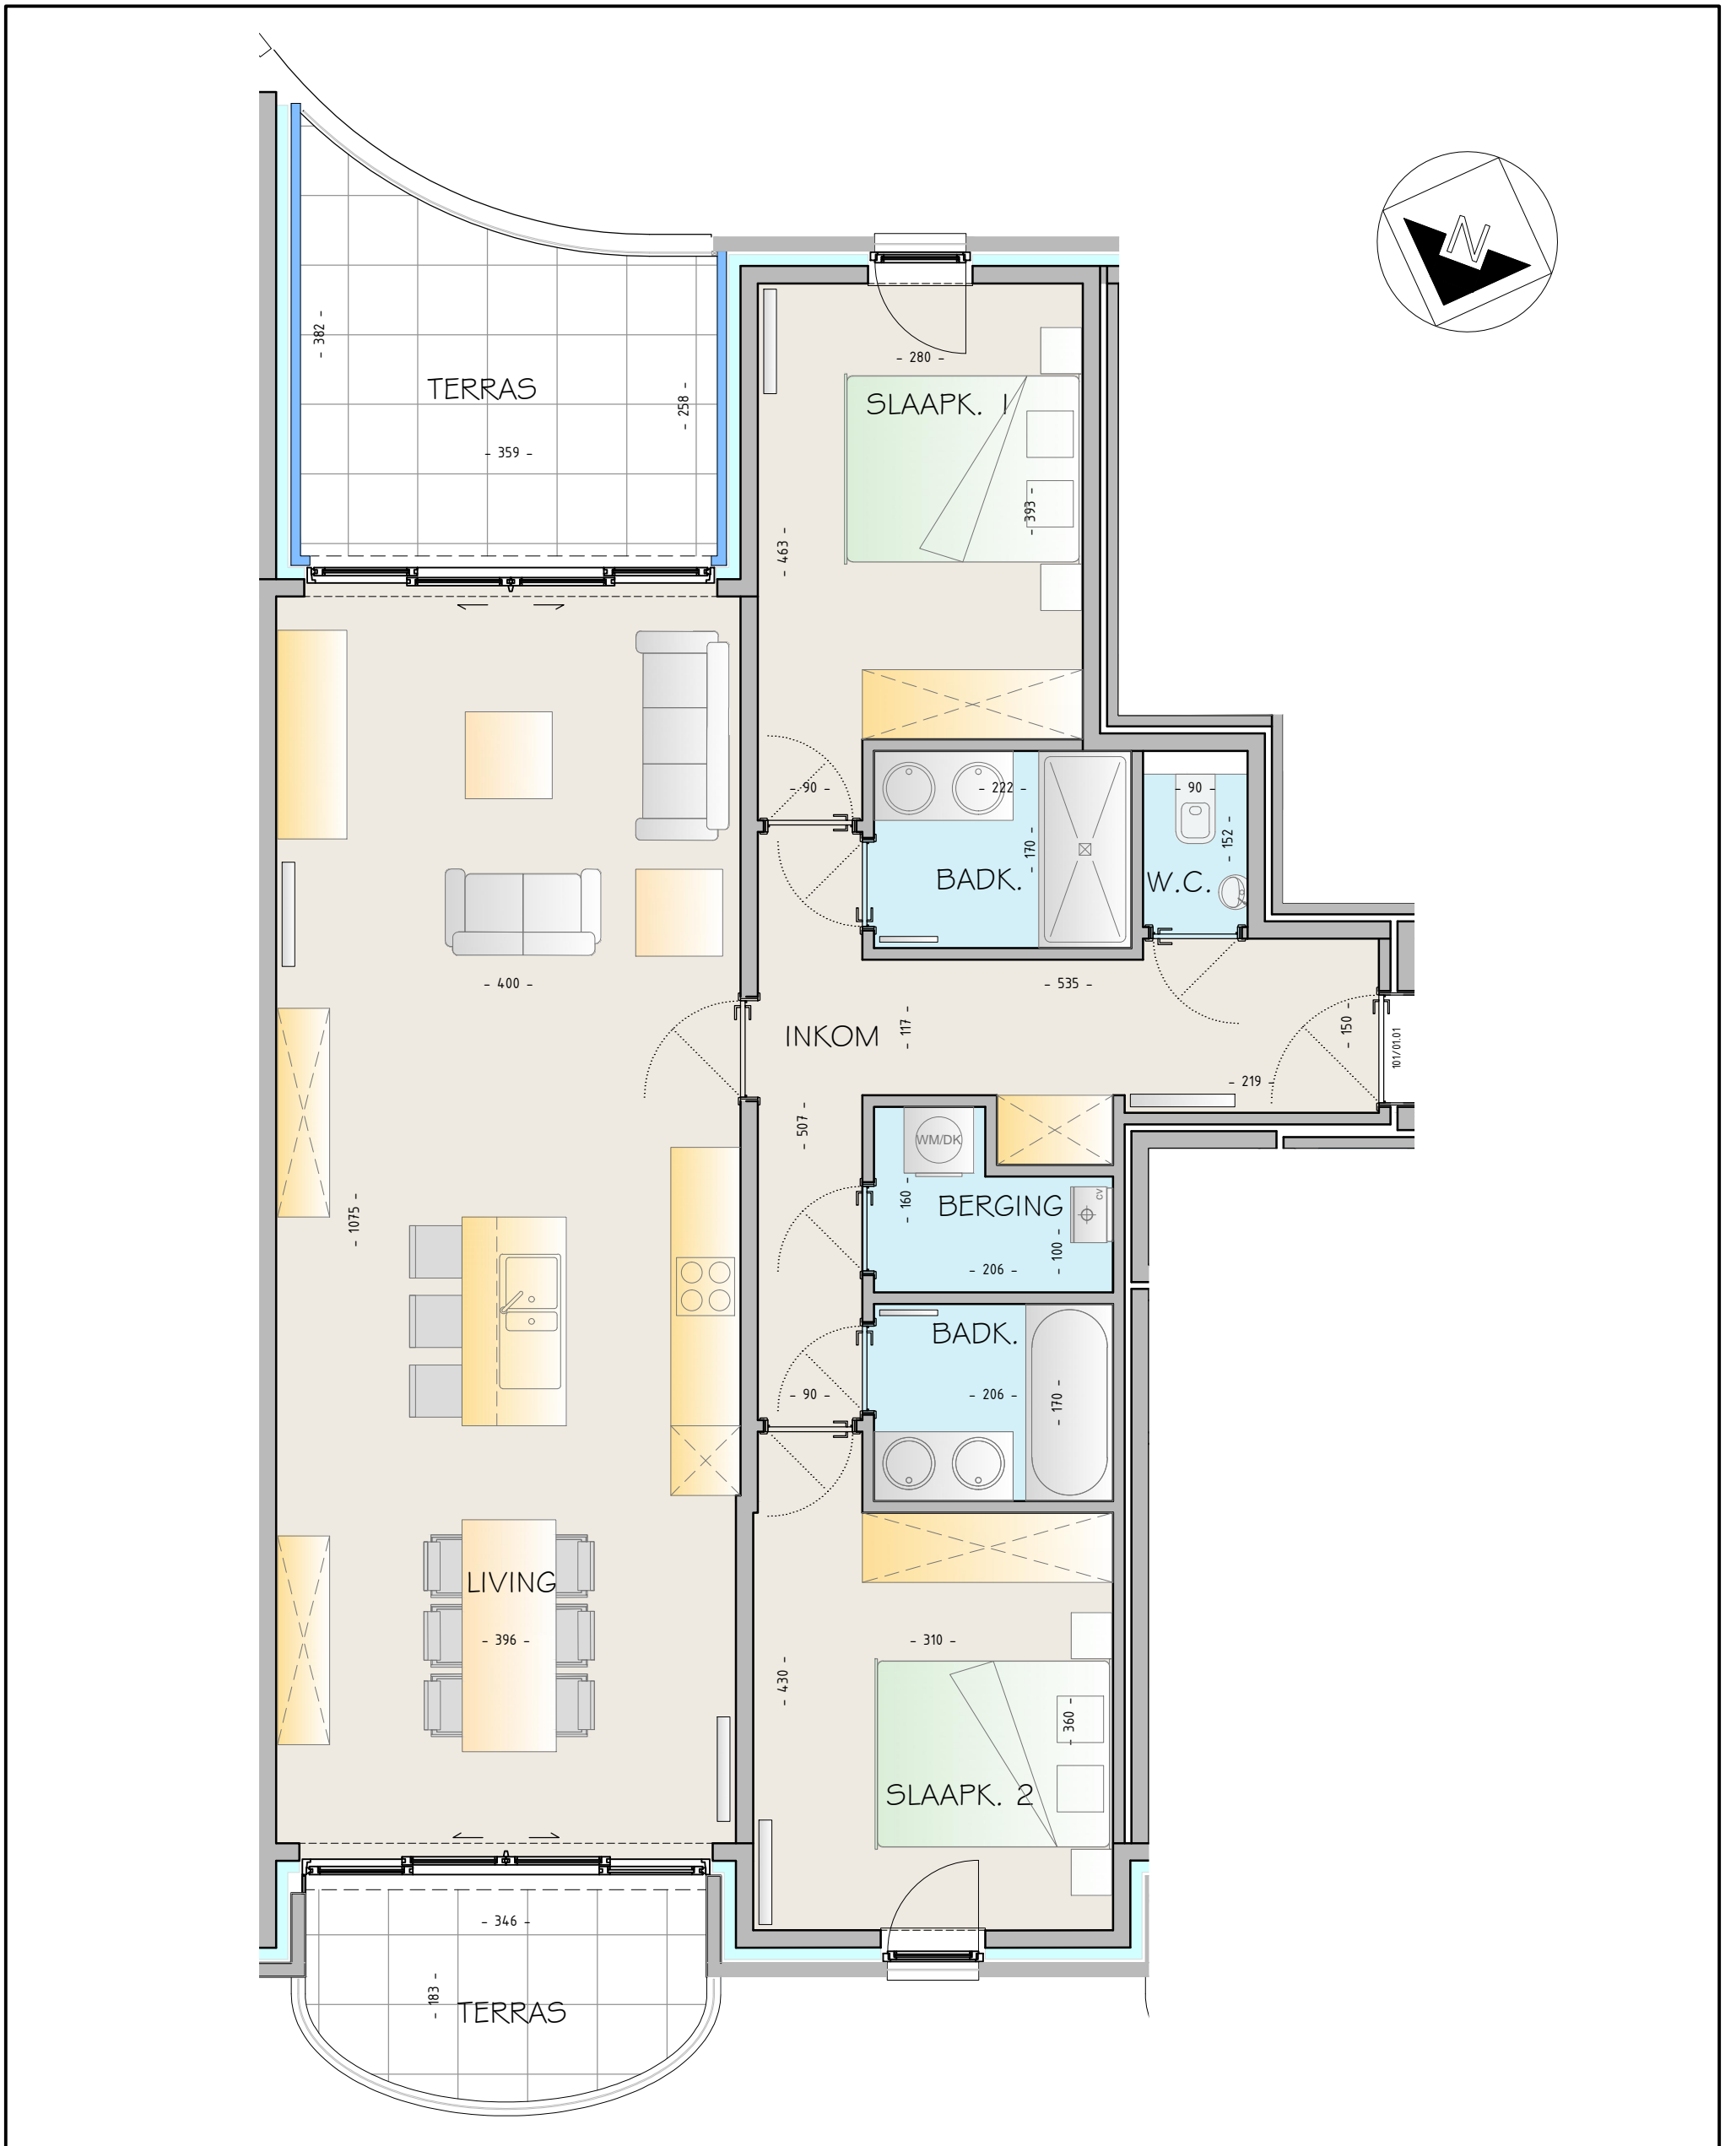 N
- 382 -
TERRAS
- 258 -
- 359 -
- 280 -
SLAAPK. 1
- 393 -
- 463 -
- 90 -
- 222 -
- 170 -
BADK.
- 90 -
- 152 -
W.C.
- 400 -
- 535 -
INKOM
- 117 -
- 150 -
101/01.01
- 219 -
- 507 -
WM/DK
- 160 -
BERGING
CV
- 100 -
- 206 -
- 1075 -
BADK.
- 90 -
- 206 -
- 170 -
LIVING
- 396 -
- 310 -
- 430 -
- 360 -
SLAAPK. 2
- 346 -
- 183 -
TERRAS